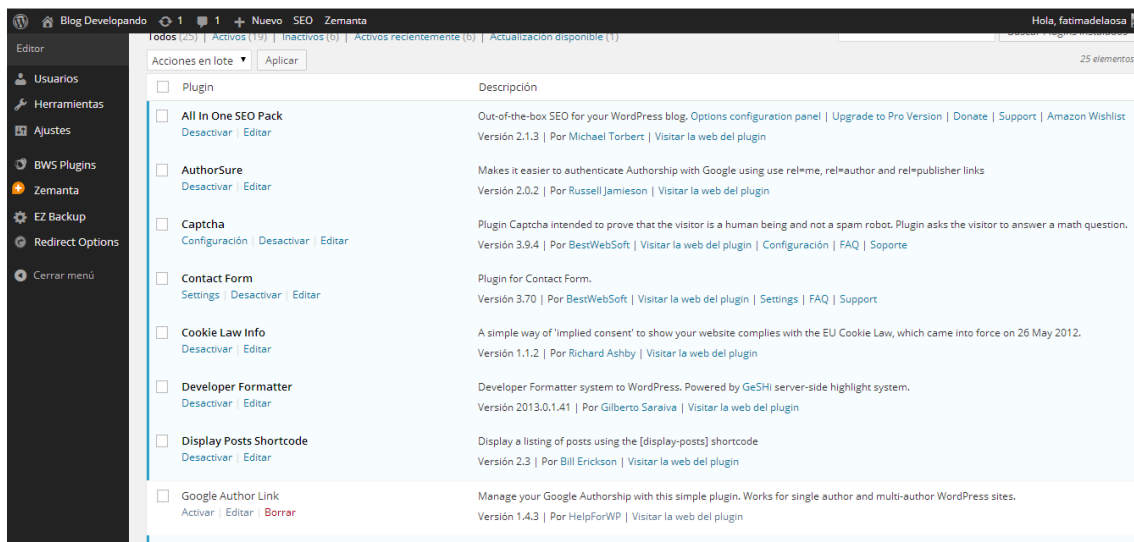 Blog Developando 1 1 + Nuevo SEO Zemanta Hola, fatimadelaosa
Editor
Usuarios
Herramientas
Ajustes
BWS Plugins
Zemanta
EZ Backup
Redirect Options
Cerrar menú
Todos (25) | Activos (19) | Inactivos (6) | Activos recientemente (6) | Actualización disponible (1)
Buscar Plugins instalados
Acciones en lote Aplicar 25 elementos
Plugin Descripción
All In One SEO Pack
Desactivar | Editar
Out-of-the-box SEO for your WordPress blog. Options configuration panel | Upgrade to Pro Version | Donate | Support | Amazon Wishlist
Versión 2.1.3 | Por Michael Torbert | Visitar la web del plugin
AuthorSure
Desactivar | Editar
Makes it easier to authenticate Authorship with Google using use rel=me, rel=author and rel=publisher links
Versión 2.0.2 | Por Russell Jamieson | Visitar la web del plugin
Captcha
Configuración | Desactivar | Editar
Plugin Captcha intended to prove that the visitor is a human being and not a spam robot. Plugin asks the visitor to answer a math question.
Versión 3.9.4 | Por BestWebSoft | Visitar la web del plugin | Configuración | FAQ | Soporte
Contact Form
Settings | Desactivar | Editar
Plugin for Contact Form.
Versión 3.70 | Por BestWebSoft | Visitar la web del plugin | Settings | FAQ | Support
Cookie Law Info
Desactivar | Editar
A simple way of 'implied consent' to show your website complies with the EU Cookie Law, which came into force on 26 May 2012.
Versión 1.1.2 | Por Richard Ashby | Visitar la web del plugin
Developer Formatter
Desactivar | Editar
Developer Formatter system to WordPress. Powered by GeSHi server-side highlight system.
Versión 2013.0.1.41 | Por Gilberto Saraiva | Visitar la web del plugin
Display Posts Shortcode
Desactivar | Editar
Display a listing of posts using the [display-posts] shortcode
Versión 2.3 | Por Bill Erickson | Visitar la web del plugin
Google Author Link
Activar | Editar | Borrar
Manage your Google Authorship with this simple plugin. Works for single author and multi-author WordPress sites.
Versión 1.4.3 | Por HelpForWP | Visitar la web del plugin